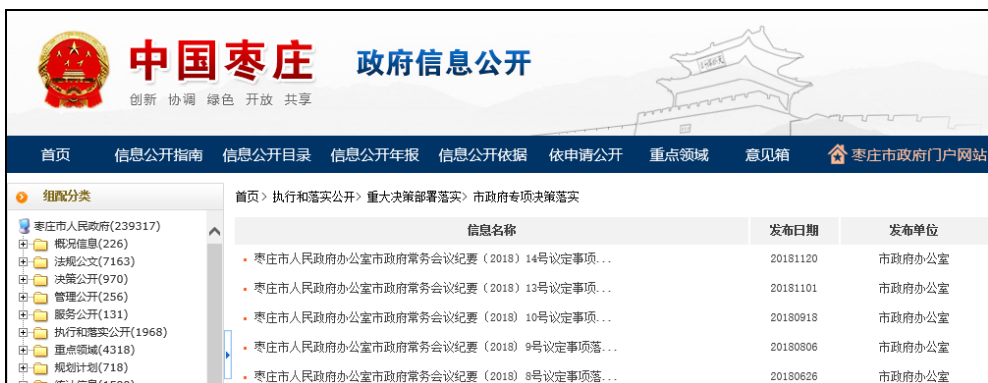 中国枣庄 政府信息公开
创新 协调 绿色 开放 共享
首页 信息公开指南 信息公开目录 信息公开年报 信息公开依据 依申请公开 重点领域 意见箱 枣庄市政府门户网站
组配分类
枣庄市人民政府(239317)
概况信息(226)
法规公文(7163)
决策公开(970)
管理公开(256)
服务公开(131)
执行和落实公开(1968)
重点领域(4318)
规划计划(718)
首页> 执行和落实公开> 重大决策部署落实> 市政府专项决策落实
信息名称 发布日期 发布单位
枣庄市人民政府办公室市政府常务会议纪要（2018）14号议定事项... 20181120 市政府办公室
枣庄市人民政府办公室市政府常务会议纪要（2018）13号议定事项... 20181101 市政府办公室
枣庄市人民政府办公室市政府常务会议纪要（2018）10号议定事项... 20180918 市政府办公室
枣庄市人民政府办公室市政府常务会议纪要（2018）9号议定事项落... 20180806 市政府办公室
枣庄市人民政府办公室市政府常务会议纪要（2018）8号议定事项落... 20180626 市政府办公室